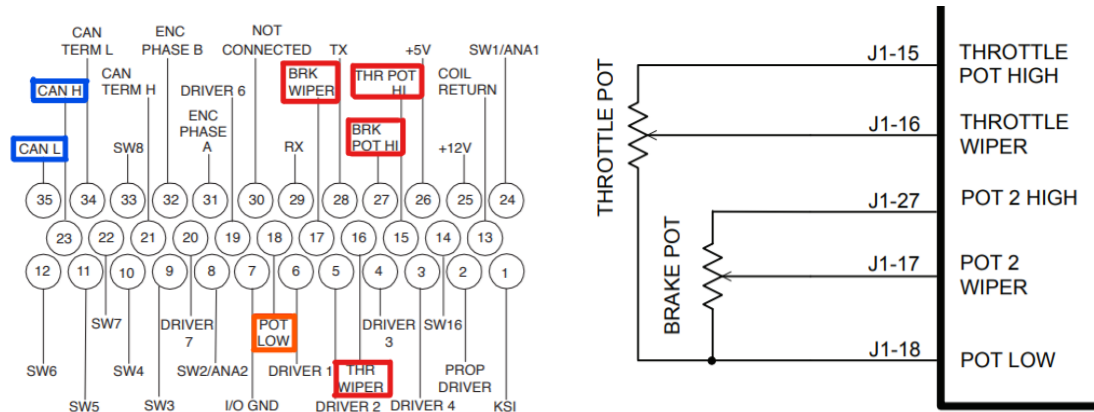 CAN
TERM L
ENC
PHASE B
NOT
CONNECTED
TX
+5V
SW1/ANA1
CAN H
CAN
TERM H
DRIVER 6
BRK
WIPER
THR POT
HI
COIL
RETURN
ENC
PHASE
A
BRK
POT HI
CAN L
SW8
RX
+12V
35
34
33
32
31
30
29
28
27
26
25
24
23
22
21
20
19
18
17
16
15
14
13
12
11
10
9
8
7
6
5
4
3
2
1
SW7
DRIVER
7
POT
LOW
DRIVER
3
SW16
SW6
SW4
SW2/ANA2
DRIVER 1
THR
WIPER
PROP
DRIVER
SW5
SW3
I/O GND
DRIVER 2
DRIVER 4
KSI
THROTTLE POT
BRAKE POT
J1-15
THROTTLE
POT HIGH
J1-16
THROTTLE
WIPER
J1-27
POT 2 HIGH
J1-17
POT 2
WIPER
J1-18
POT LOW